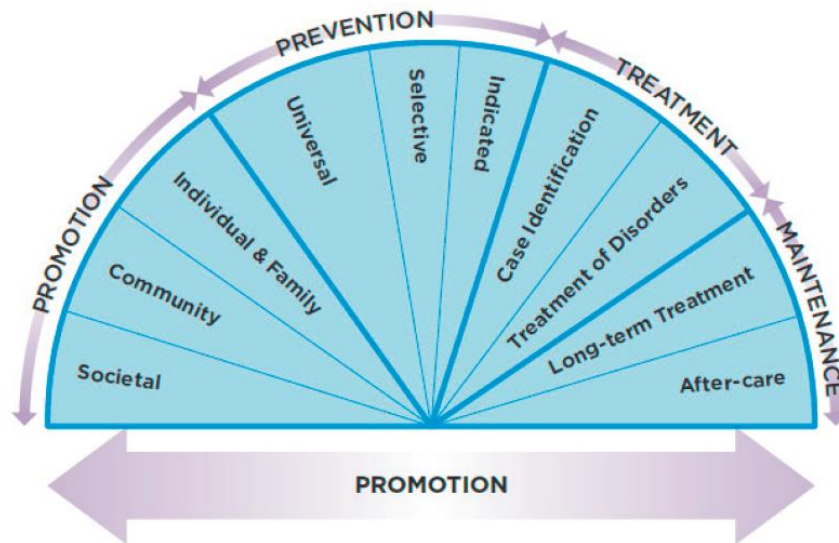 PREVENTION
TREATMENT
PROMOTION
MAINTENANCE
Societal
Community
Individual & Family
Universal
Selective
Indicated
Case Identification
Treatment of Disorders
Long-term Treatment
After-care
PROMOTION